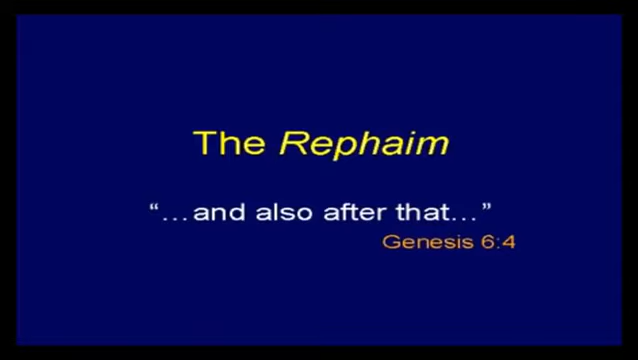 The Rephaim
“…and also after that…”
Genesis 6:4